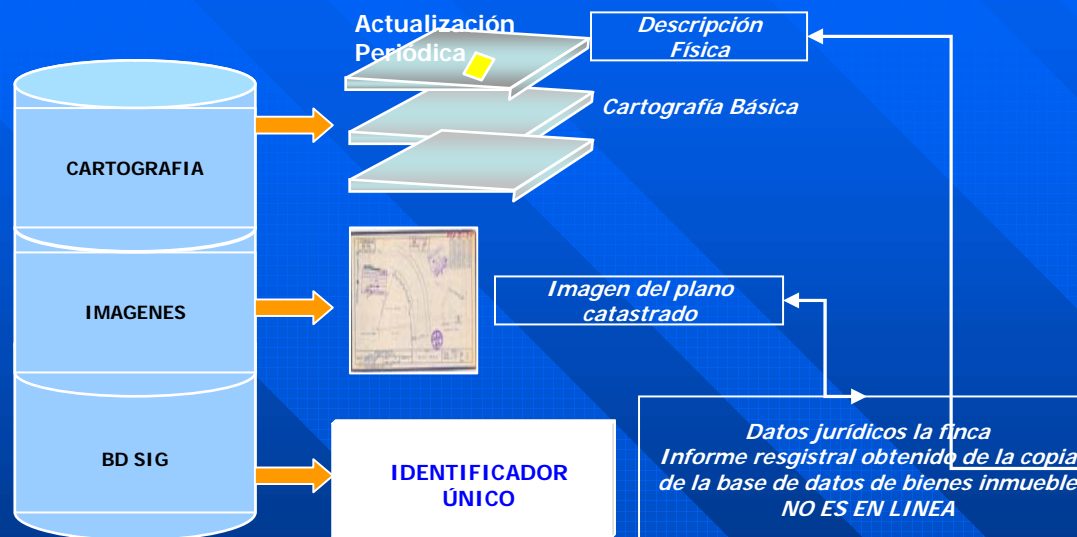 Actualización
Periódica
Descripción
Física
Cartografía Básica
CARTOGRAFIA
IMAGENES
Imagen del plano
catastrado
BD SIG
IDENTIFICADOR
ÚNICO
Datos jurídicos la finca
Informe resgistral obtenido de la copia
de la base de datos de bienes inmueble
NO ES EN LINEA